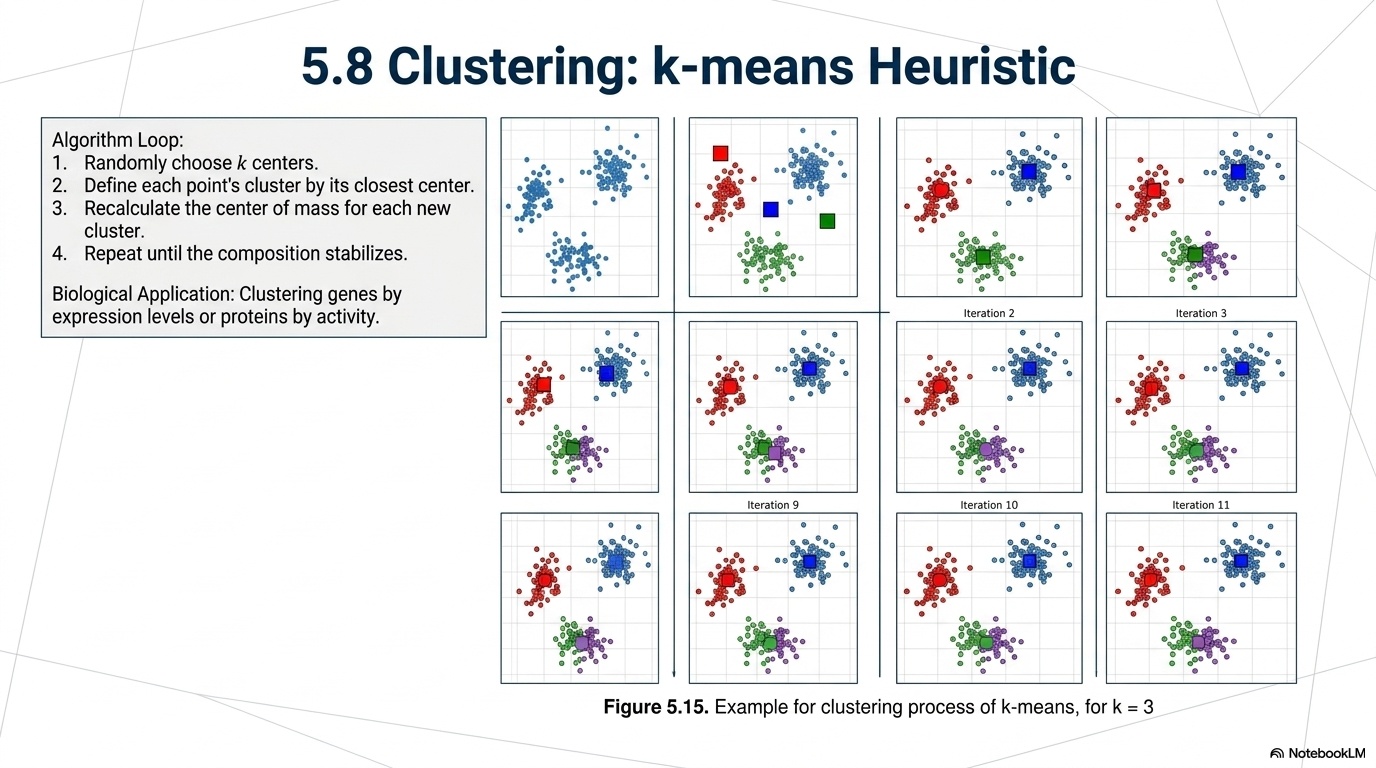 5.8 Clustering: k-means Heuristic
Algorithm Loop:
1. Randomly choose k centers.
2. Define each point's cluster by its closest center.
3. Recalculate the center of mass for each new
cluster.
4. Repeat until the composition stabilizes.
Biological Application: Clustering genes by
expression levels or proteins by activity.
Iteration 2
Iteration 3
Iteration 9
Iteration 10
Iteration 11
Figure 5.15. Example for clustering process of k-means, for k = 3
NotebookLM